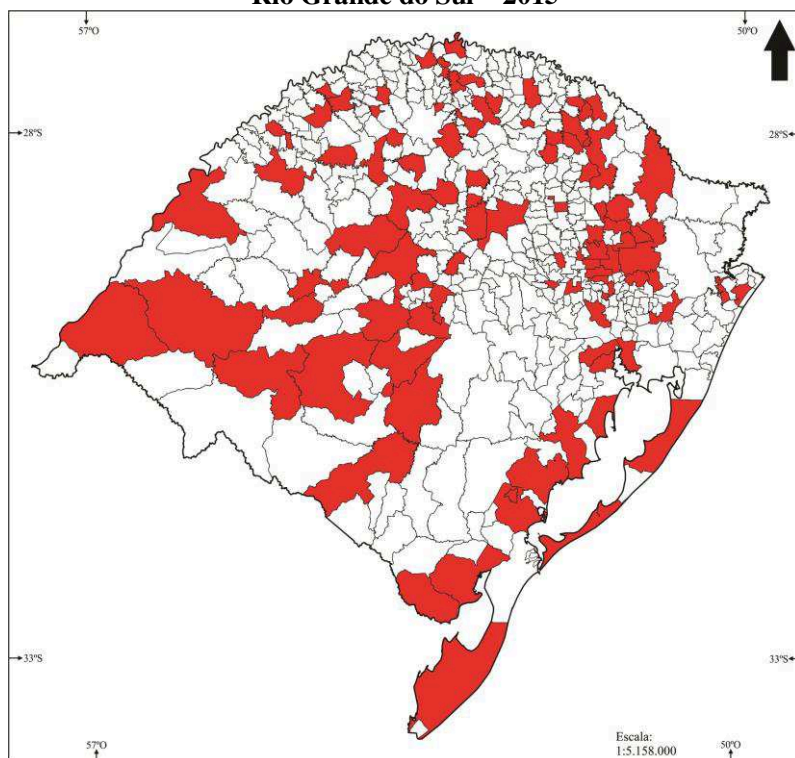 Rio Grande do Sul – 2015
57ºO
50ºO
28ºS
28ºS
33ºS
33ºS
Escala:
1:5.158.000
57ºO
50ºO